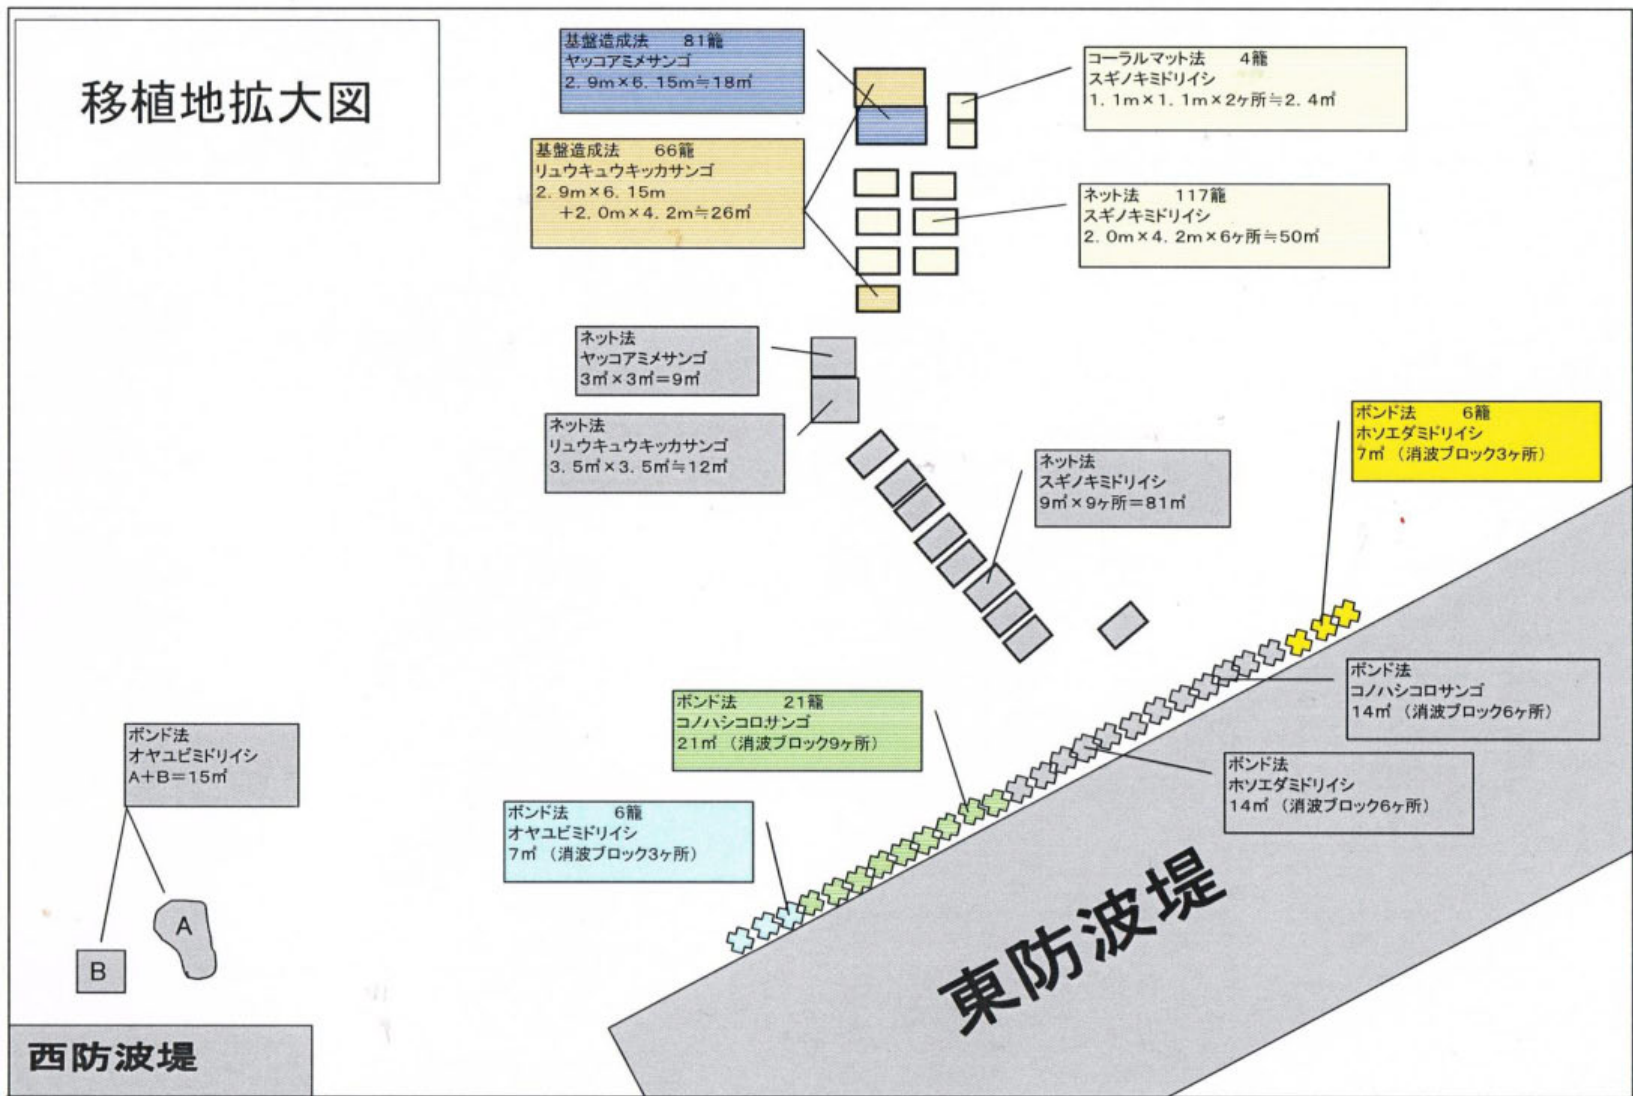 移植地拡大図
基盤造成法 81籠
ヤッコアミメサンゴ
2.9m×6.15m≒18㎡
コーラルマット法 4籠
スギノキミドリイシ
1.1m×1.1m×2ヶ所≒2.4㎡
基盤造成法 66籠
リュウキュウキッカサンゴ
2.9m×6.15m
+2.0m×4.2m≒26㎡
ネット法 117籠
スギノキミドリイシ
2.0m×4.2m×6ヶ所≒50㎡
ネット法
ヤッコアミメサンゴ
3㎡×3㎡=9㎡
ネット法
リュウキュウキッカサンゴ
3.5㎡×3.5㎡≒12㎡
ネット法
スギノキミドリイシ
9㎡×9ヶ所=81㎡
ボンド法 6籠
ホソエダミドリイシ
7㎡(消波ブロック3ヶ所)
ボンド法
コノハシコロサンゴ
14㎡(消波ブロック6ヶ所)
ボンド法 21籠
コノハシコロサンゴ
21㎡(消波ブロック9ヶ所)
ボンド法
ホソエダミドリイシ
14㎡(消波ブロック6ヶ所)
ボンド法
オヤユビミドリイシ
A+B=15㎡
ボンド法 6籠
オヤユビミドリイシ
7㎡(消波ブロック3ヶ所)
A
B
東防波堤
西防波堤